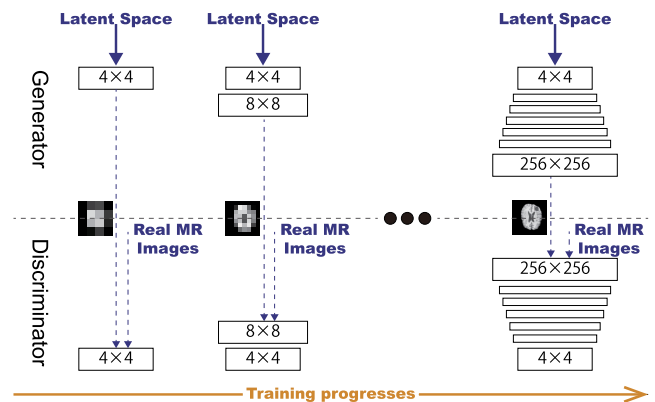 Latent Space
Latent Space
Latent Space
4×4
4×4
8×8
4×4
256×256
Generator
Real MR
Images
Real MR
Images
Real MR
Images
Discriminator
4×4
8×8
4×4
256×256
4×4
Training progresses